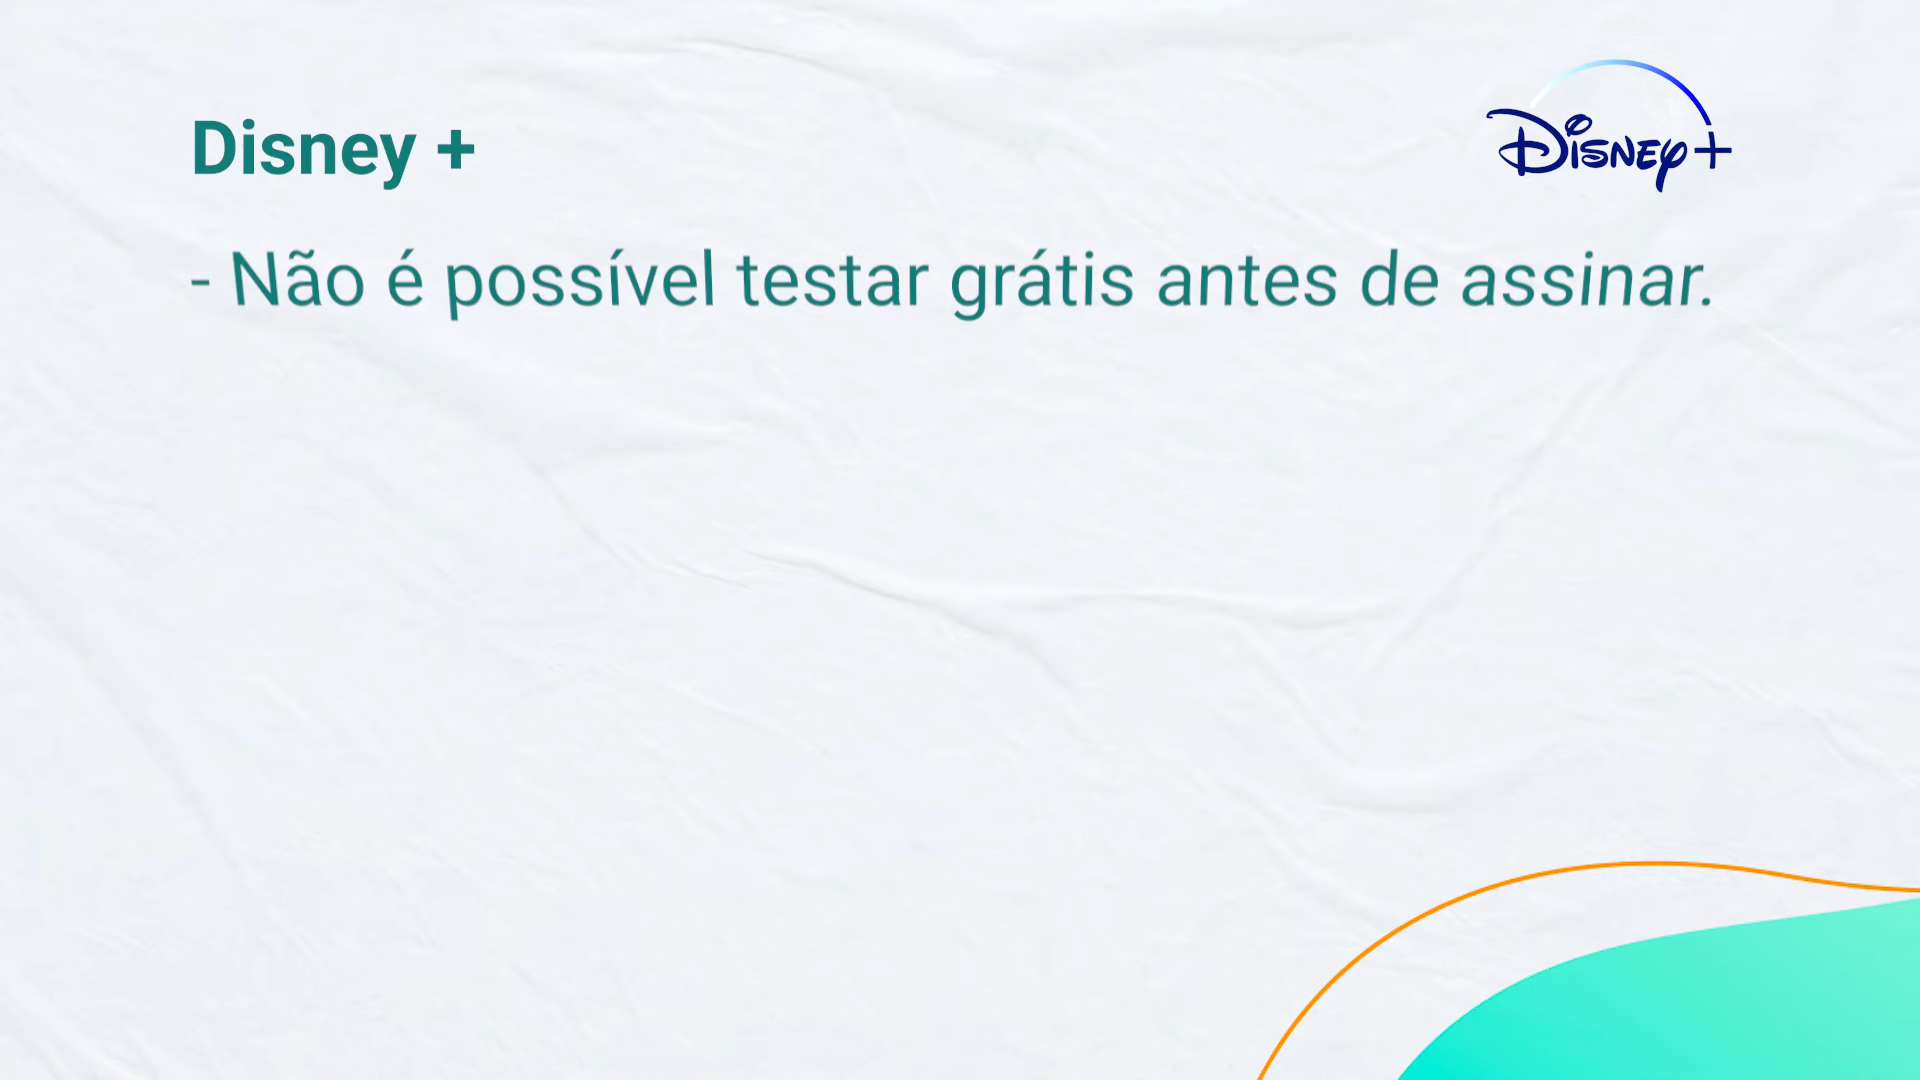 Disney +
Disney+
- Não é possível testar grátis antes de assinar.